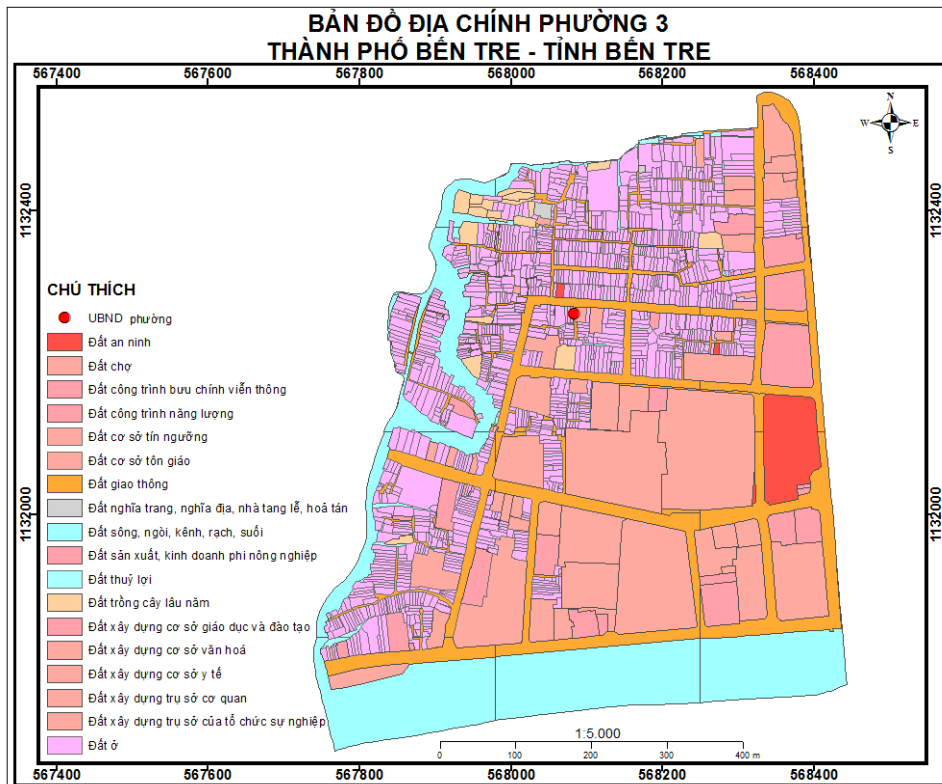 BẢN ĐỒ ĐỊA CHÍNH PHƯỜNG 3
THÀNH PHỐ BẾN TRE - TỈNH BẾN TRE
567400 567600 567800 568000 568200 568400
N
W E
S
1132400 1132400
CHÚ THÍCH
UBND phường
Đất an ninh
Đất chợ
Đất công trình bưu chính viễn thông
Đất công trình năng lượng
Đất cơ sở tín ngưỡng
Đất cơ sở tôn giáo
Đất giao thông
Đất nghĩa trang, nghĩa địa, nhà tang lễ, hoả tán
Đất sông, ngòi, kênh, rạch, suối
Đất sản xuất, kinh doanh phi nông nghiệp
Đất thuỷ lợi
Đất trồng cây lâu năm
Đất xây dựng cơ sở giáo dục và đào tạo
Đất xây dựng cơ sở văn hoá
Đất xây dựng cơ sở y tế
Đất xây dựng trụ sở cơ quan
Đất xây dựng trụ sở của tổ chức sự nghiệp
Đất ở
1132000 1132000
1:5.000
0 100 200 300 400 m
567400 567600 567800 568000 568200 568400